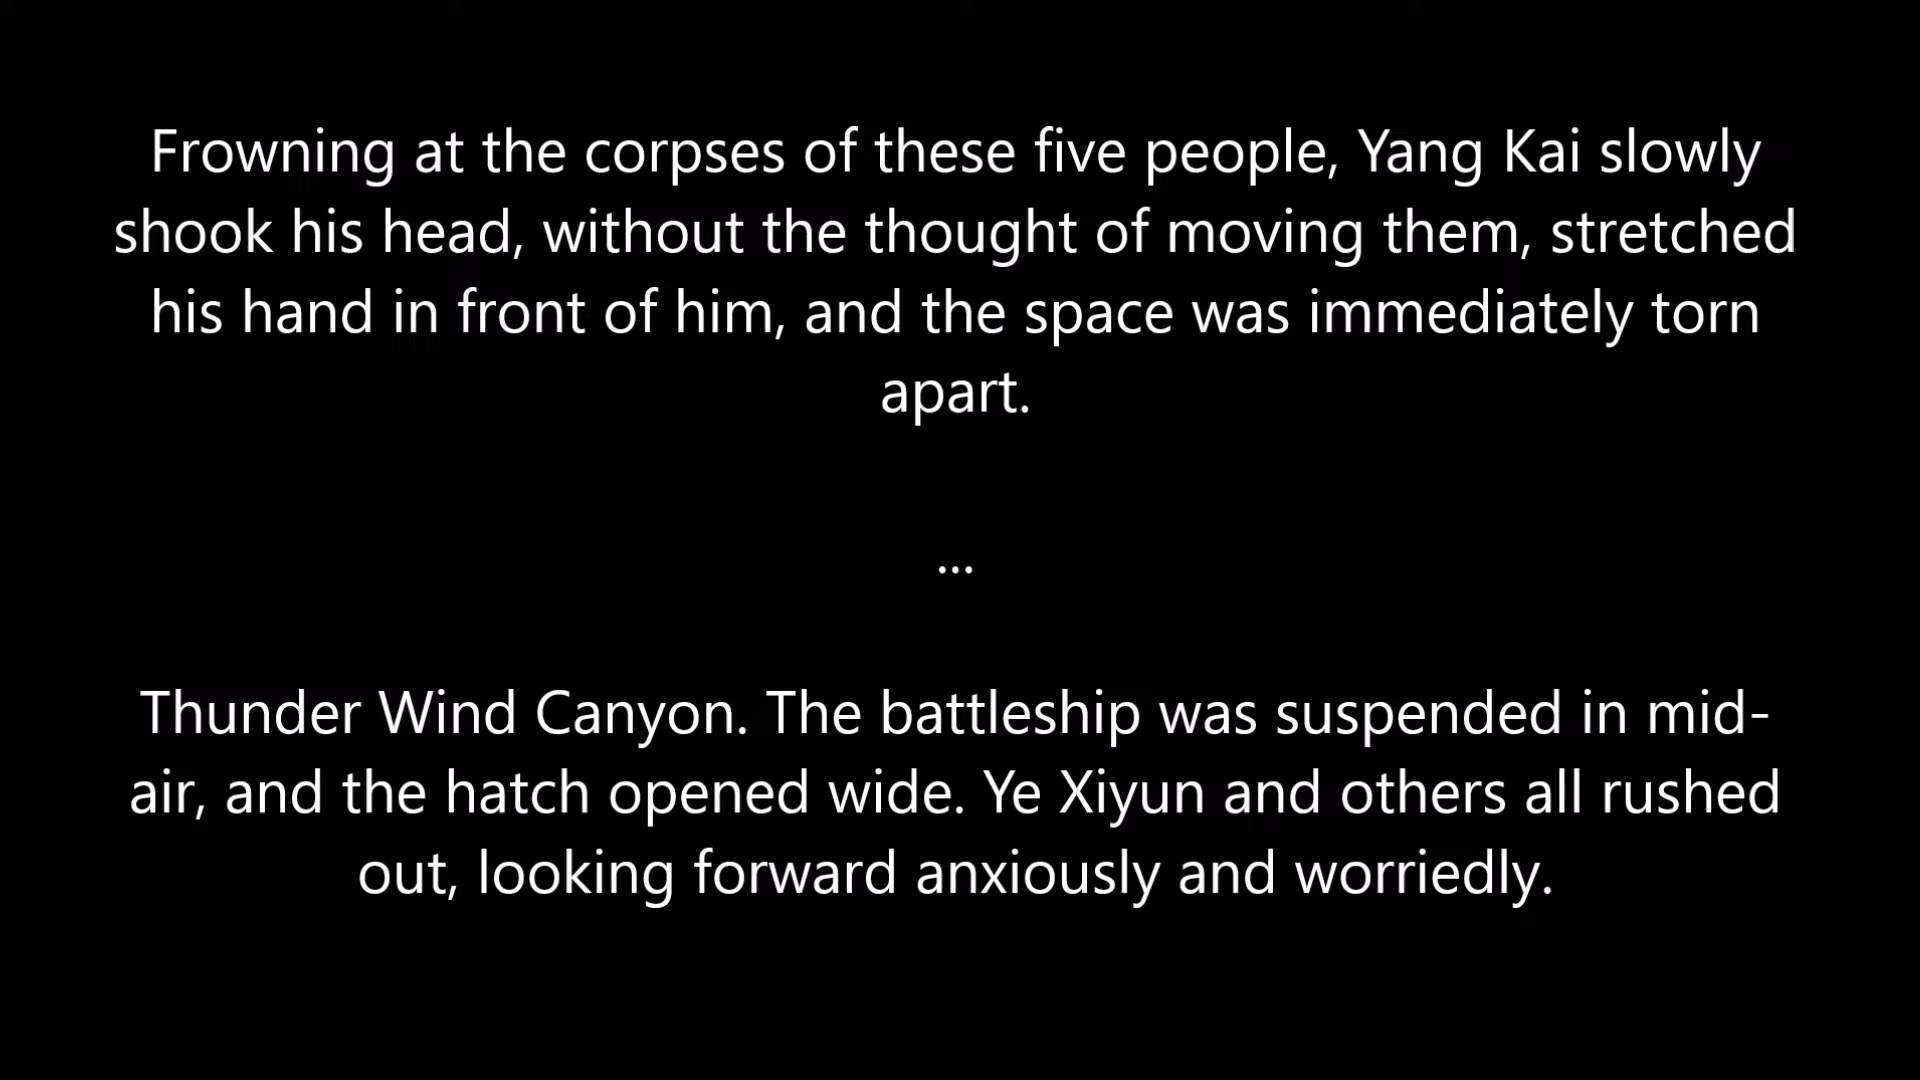 Frowning at the corpses of these five people, Yang Kai slowly
shook his head, without the thought of moving them, stretched
his hand in front of him, and the space was immediately torn
apart.
...
Thunder Wind Canyon. The battleship was suspended in mid-
air, and the hatch opened wide. Ye Xiyun and others all rushed
out, looking forward anxiously and worriedly.